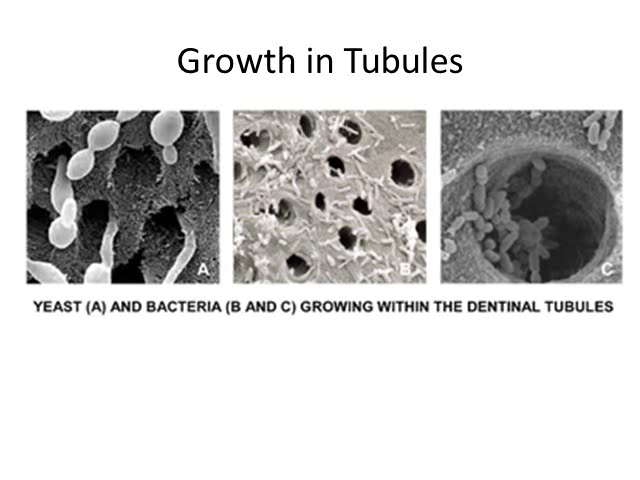 Growth in Tubules
A
B
C
YEAST (A) AND BACTERIA (B AND C) GROWING WITHIN THE DENTINAL TUBULES